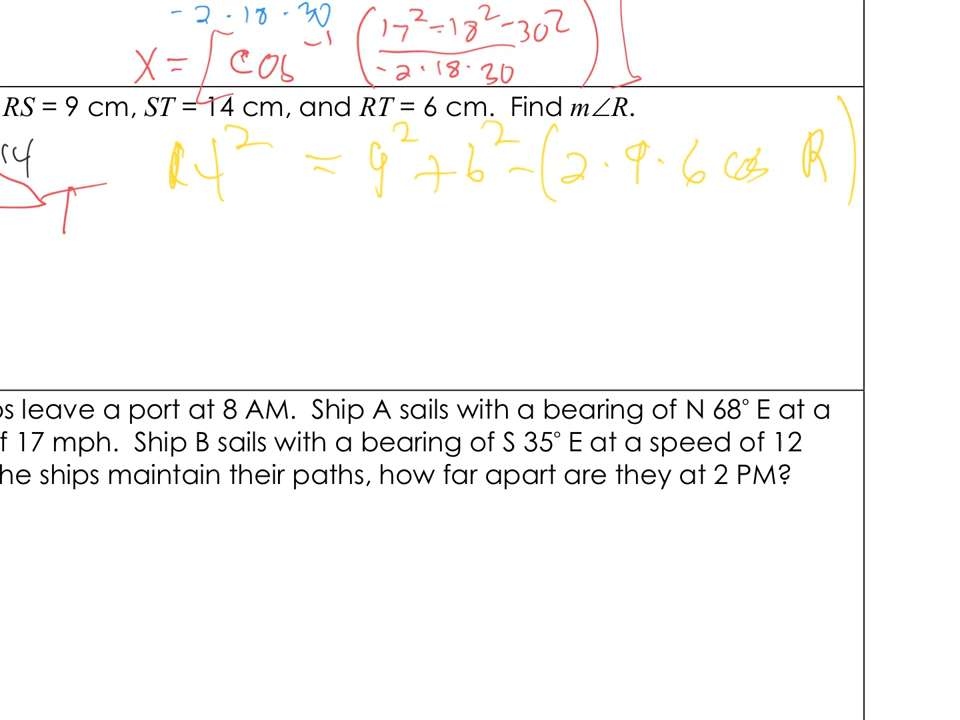 -2·18·30
X = cos⁻¹ (17² - 18² - 30² / -2·18·30)
RS = 9 cm, ST = 14 cm, and RT = 6 cm. Find m∠R.
14
T
14² = 9² + 6² - (2·9·6 cos R)
os leave a port at 8 AM. Ship A sails with a bearing of N 68° E at a
f 17 mph. Ship B sails with a bearing of S 35° E at a speed of 12
he ships maintain their paths, how far apart are they at 2 PM?